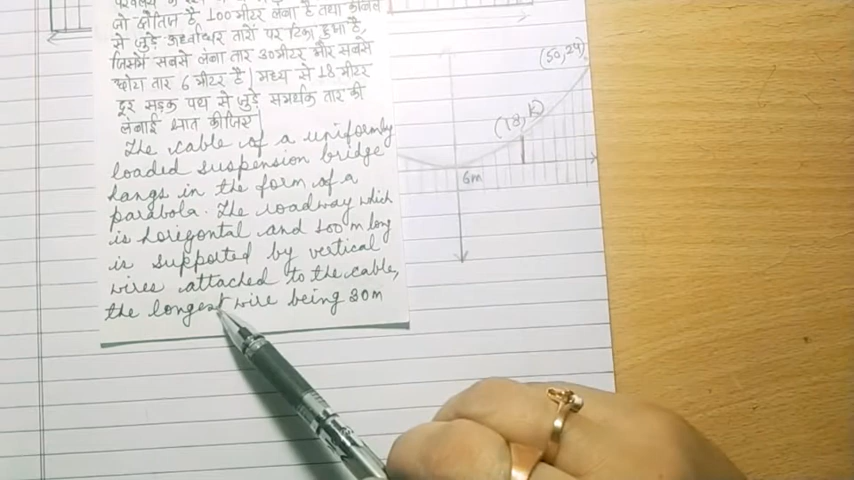 जो क्षैतिज है, 100 मीटर लंबा है तथा केबिल
से जुड़े ऊर्ध्वाधर तारों पर टिका हुआ है,
जिसमें सबसे लंबा तार 30 मीटर और सबसे
छोटा तार 6 मीटर है। मध्य से 18 मीटर
दूर सड़क पथ से जुड़े समर्थक तार की
लंबाई ज्ञात कीजिए।
The cable of a uniformly
loaded suspension bridge
hangs in the form of a
parabola. The roadway which
is horizontal and 100 m long
is supported by vertical
wires attached to the cable,
the longest wire being 30m
(50, 24)
(18, k)
6m